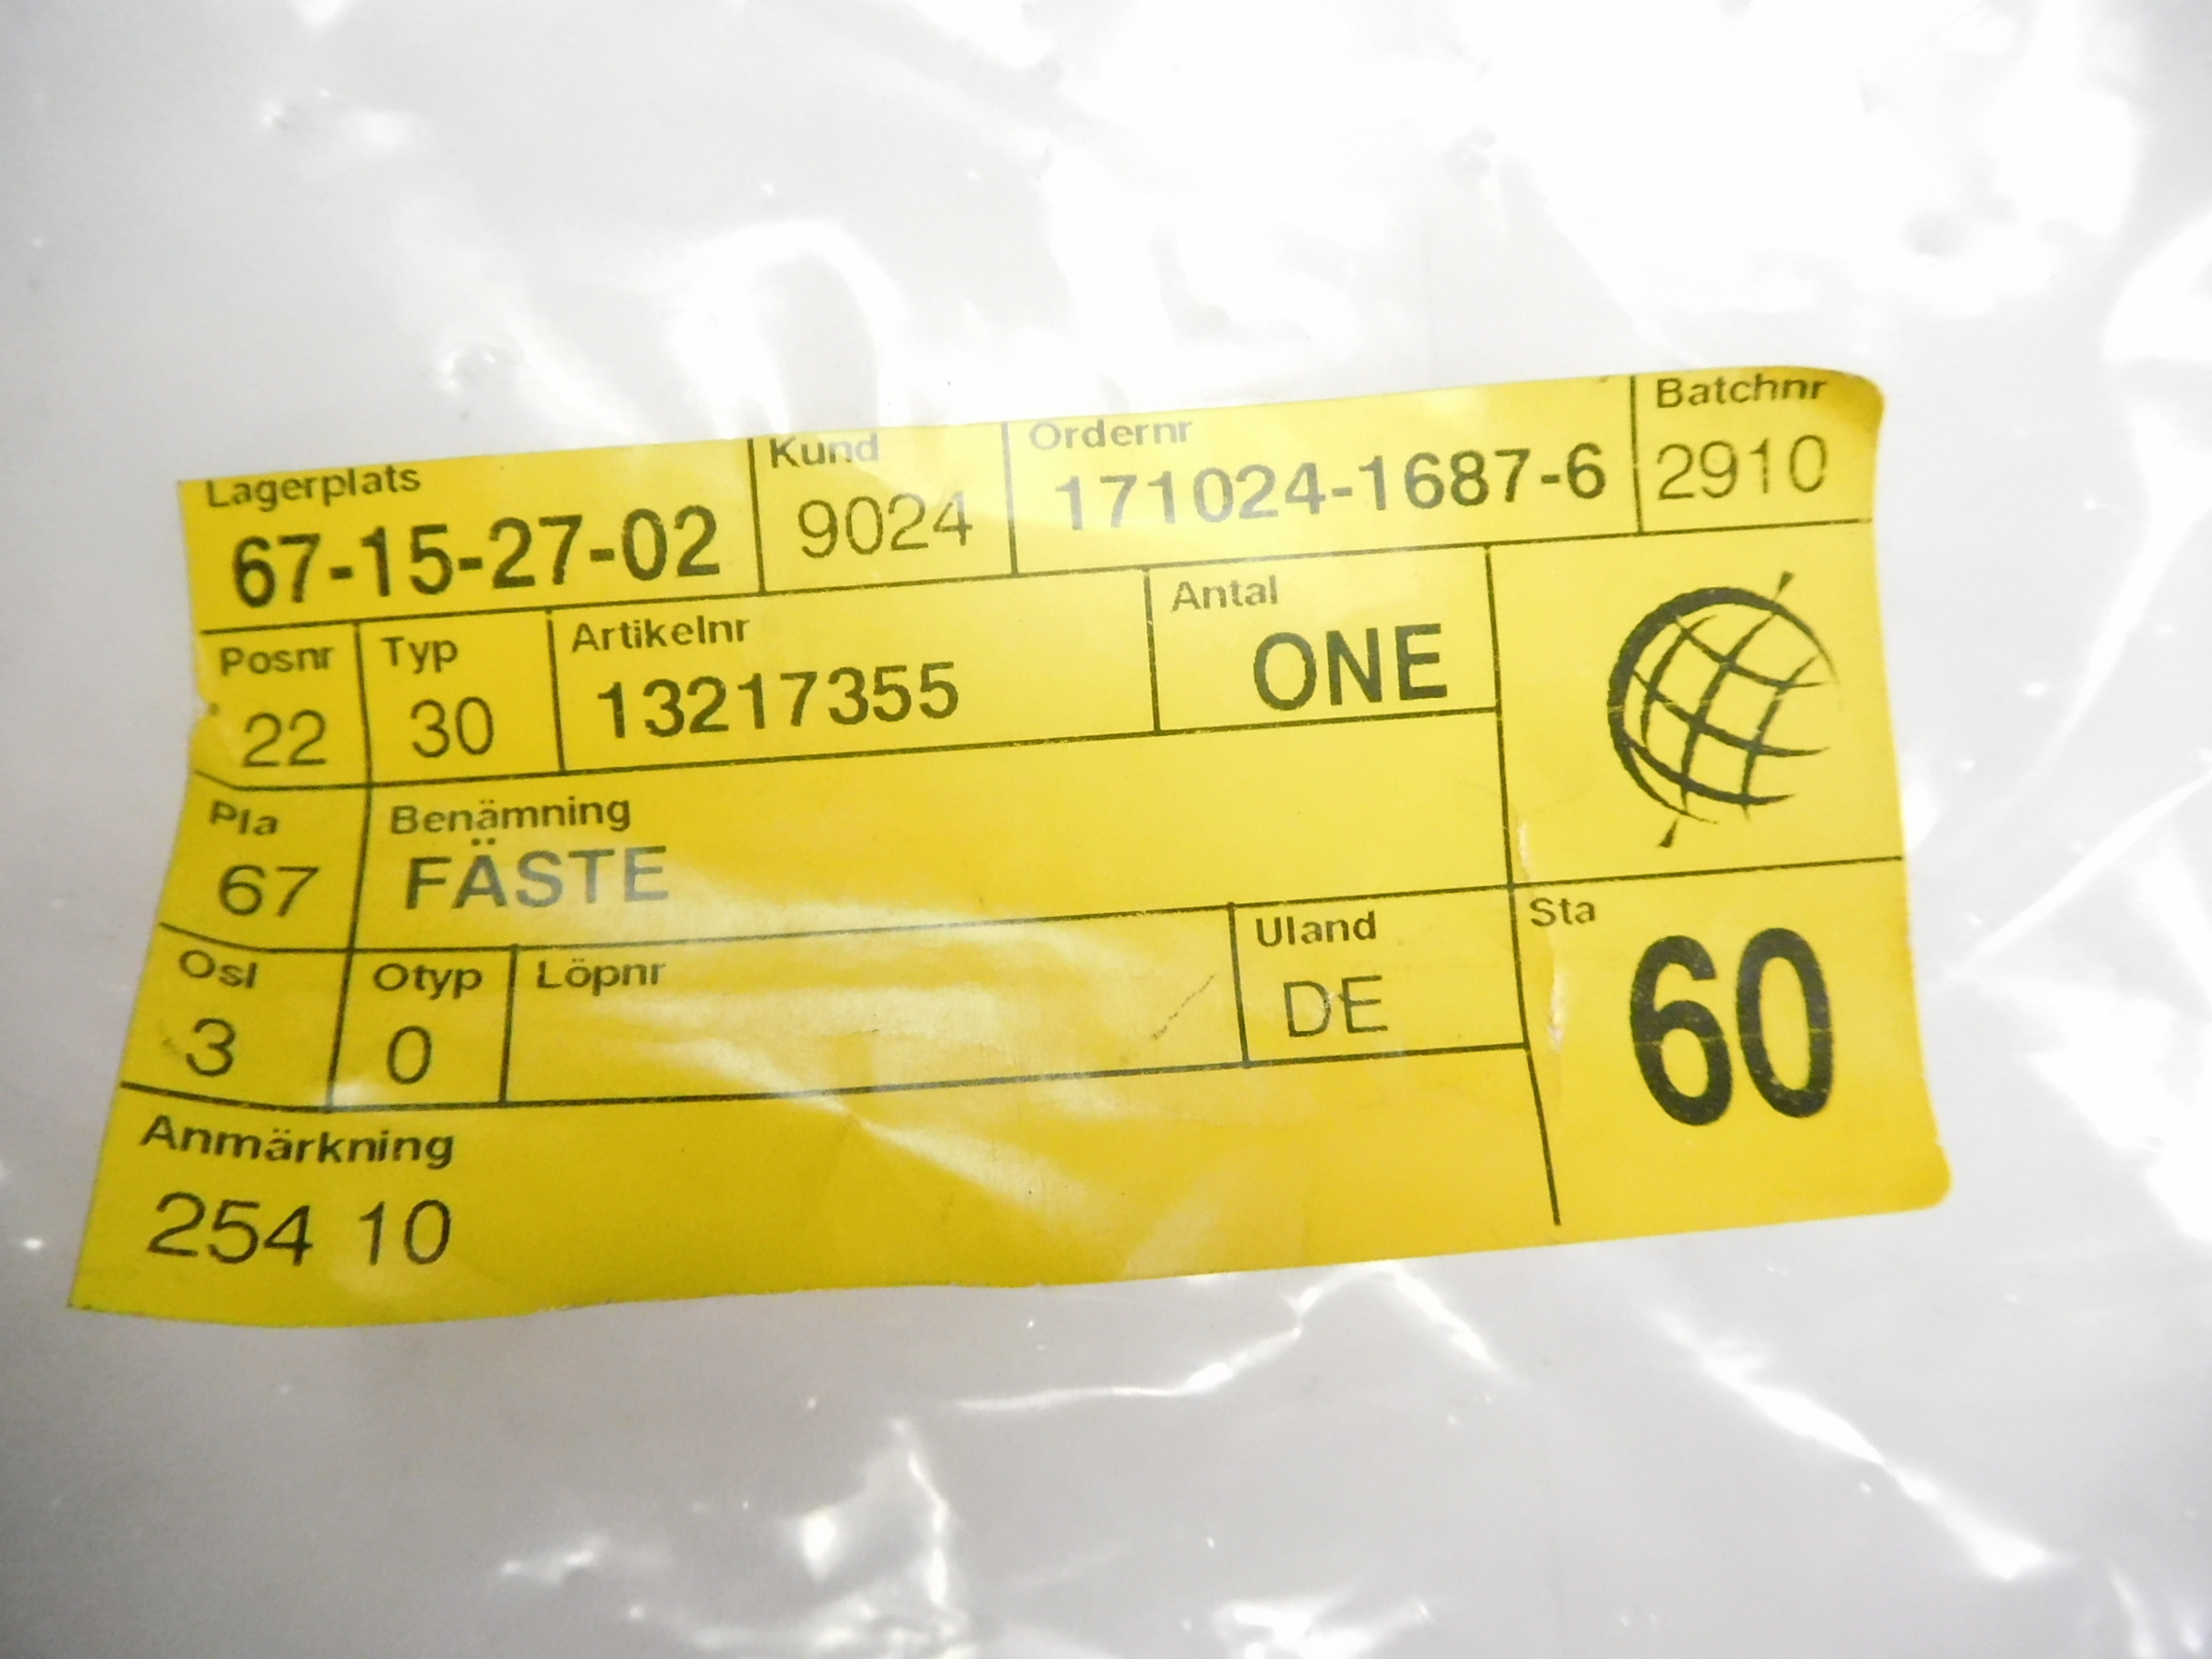 Lagerplats Kund Ordernr Batchnr
67-15-27-02 9024 171024-1687-6 2910
Posnr Typ Artikelnr Antal
22 30 13217355 ONE
Pla Benämning
67 FÄSTE
Osl Otyp Löpnr Uland Sta
3 0 DE 60
Anmärkning
254 10